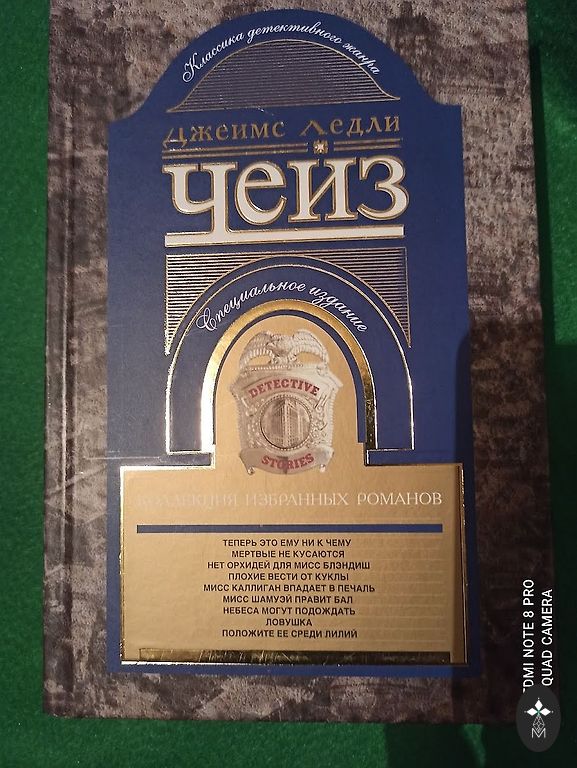 Классика детективного жанра
Джеймс Хедли
Чейз
Специальное издание
DETECTIVE
STORIES
КОЛЛЕКЦИЯ ИЗБРАННЫХ РОМАНОВ
ТЕПЕРЬ ЭТО ЕМУ НИ К ЧЕМУ
МЕРТВЫЕ НЕ КУСАЮТСЯ
НЕТ ОРХИДЕЙ ДЛЯ МИСС БЛЭНДИШ
ПЛОХИЕ ВЕСТИ ОТ КУКЛЫ
МИСС КАЛЛИГАН ВПАДАЕТ В ПЕЧАЛЬ
МИСС ШАМУЭЙ ПРАВИТ БАЛ
НЕБЕСА МОГУТ ПОДОЖДАТЬ
ЛОВУШКА
ПОЛОЖИТЕ ЕЕ СРЕДИ ЛИЛИЙ
EDMI NOTE 8 PRO
QUAD CAMERA
M